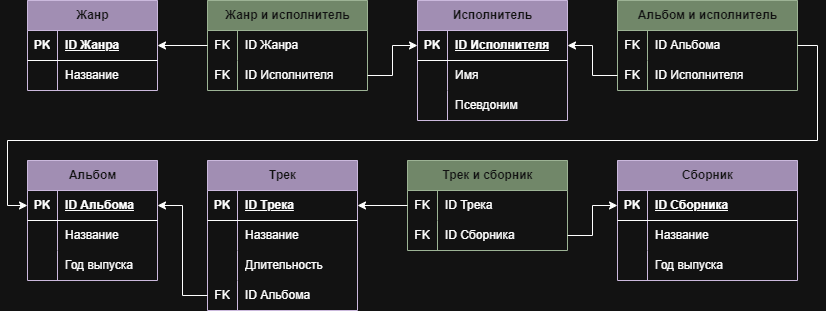 Жанр
PK ID Жанра
Название
Жанр и исполнитель
FK ID Жанра
FK ID Исполнителя
Исполнитель
PK ID Исполнителя
Имя
Псевдоним
Альбом и исполнитель
FK ID Альбома
FK ID Исполнителя
Альбом
PK ID Альбома
Название
Год выпуска
Трек
PK ID Трека
Название
Длительность
FK ID Альбома
Трек и сборник
FK ID Трека
FK ID Сборника
Сборник
PK ID Сборника
Название
Год выпуска